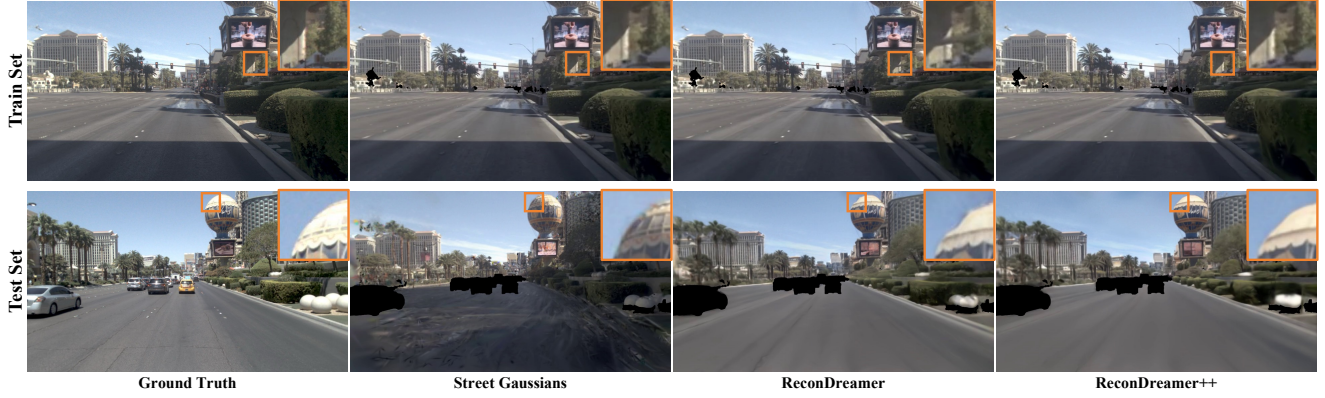 Train Set
Test Set
Ground Truth
Street Gaussians
ReconDreamer
ReconDreamer++